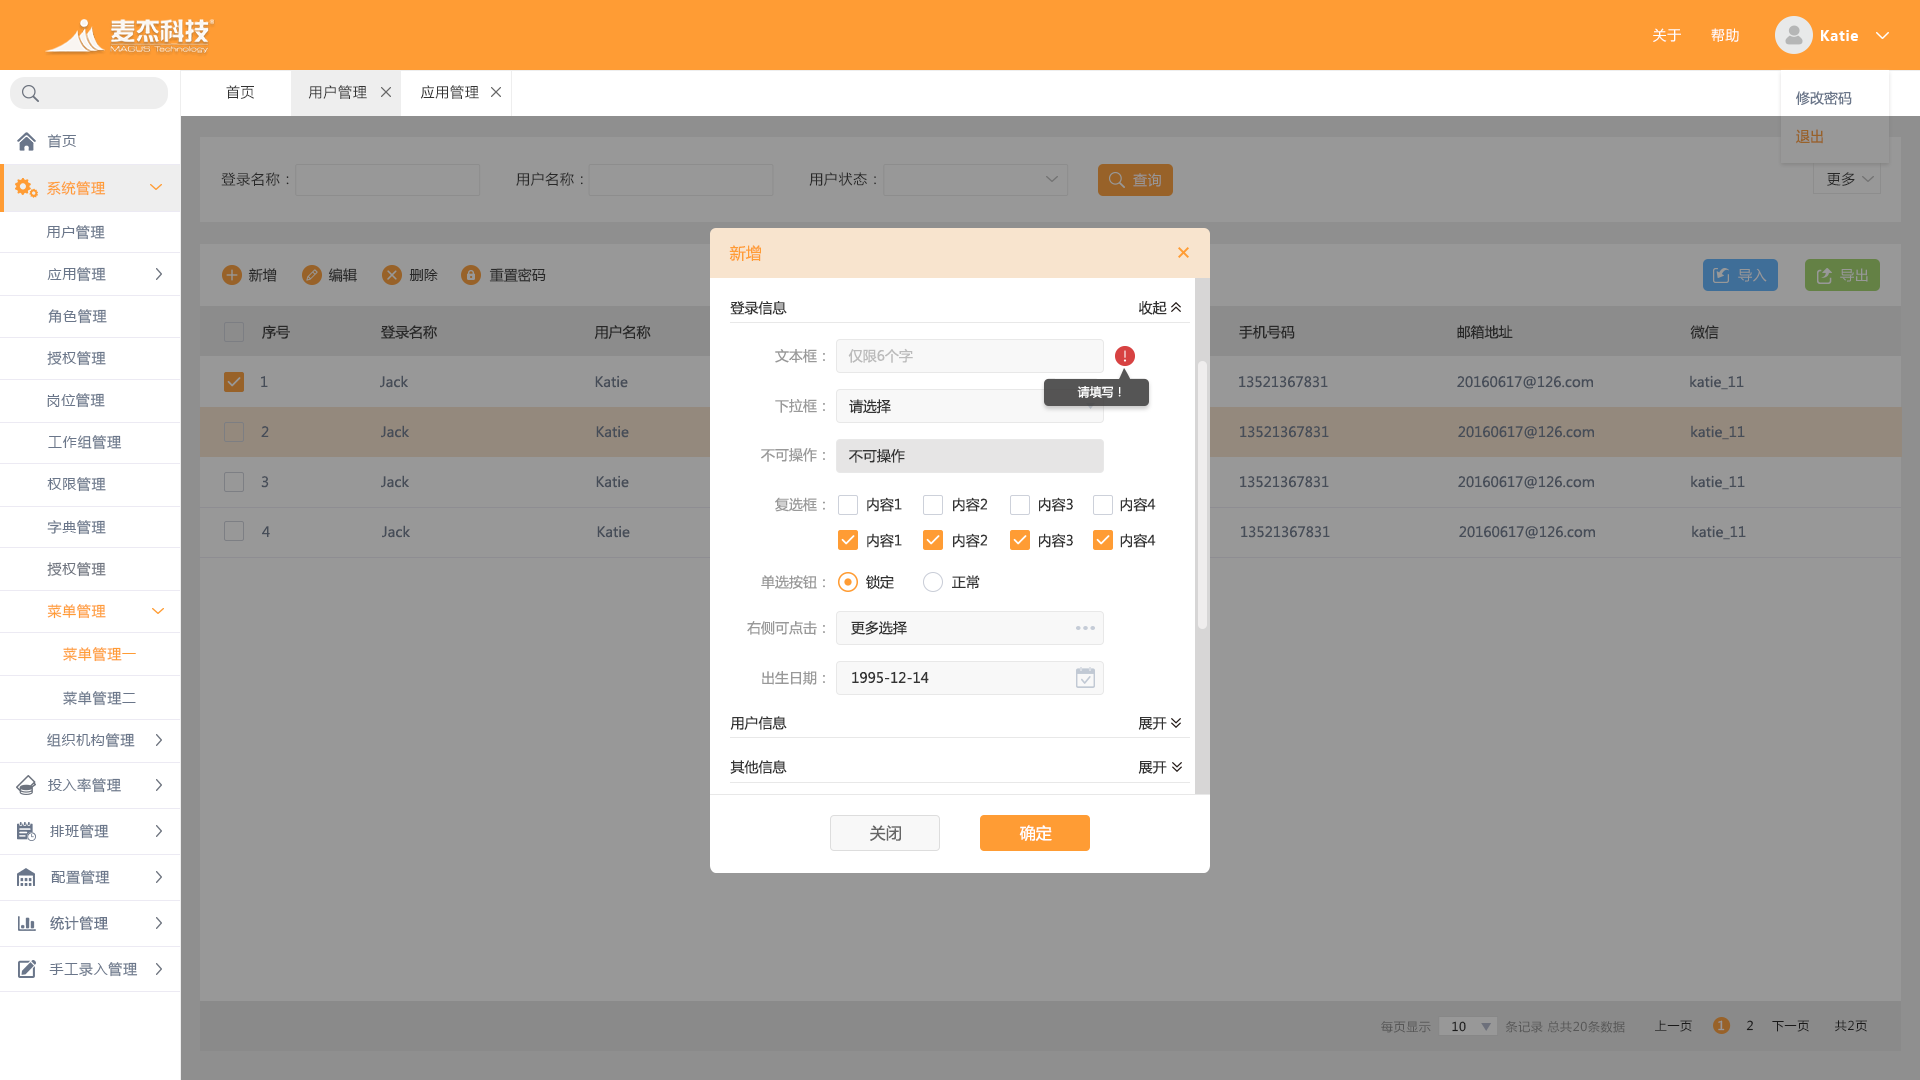 麦杰科技®
MAGUS Technology
关于 帮助 Katie
首页 用户管理 应用管理
修改密码
退出
首页
系统管理
用户管理
应用管理
角色管理
授权管理
岗位管理
工作组管理
权限管理
字典管理
授权管理
菜单管理
菜单管理一
菜单管理二
组织机构管理
投入率管理
排班管理
配置管理
统计管理
手工录入管理
登录名称： 用户名称： 用户状态： 查询 更多
新增 编辑 删除 重置密码 导入 导出
序号 登录名称 用户名称 手机号码 邮箱地址 微信
1 Jack Katie 13521367831 20160617@126.com katie_11
2 Jack Katie 13521367831 20160617@126.com katie_11
3 Jack Katie 13521367831 20160617@126.com katie_11
4 Jack Katie 13521367831 20160617@126.com katie_11
新增
登录信息 收起
文本框： 仅限6个字
请填写！
下拉框： 请选择
不可操作： 不可操作
复选框： 内容1 内容2 内容3 内容4
内容1 内容2 内容3 内容4
单选按钮： 锁定 正常
右侧可点击： 更多选择
出生日期： 1995-12-14
用户信息 展开
其他信息 展开
关闭 确定
每页显示 10 条记录 总共20条数据 上一页 1 2 下一页 共2页